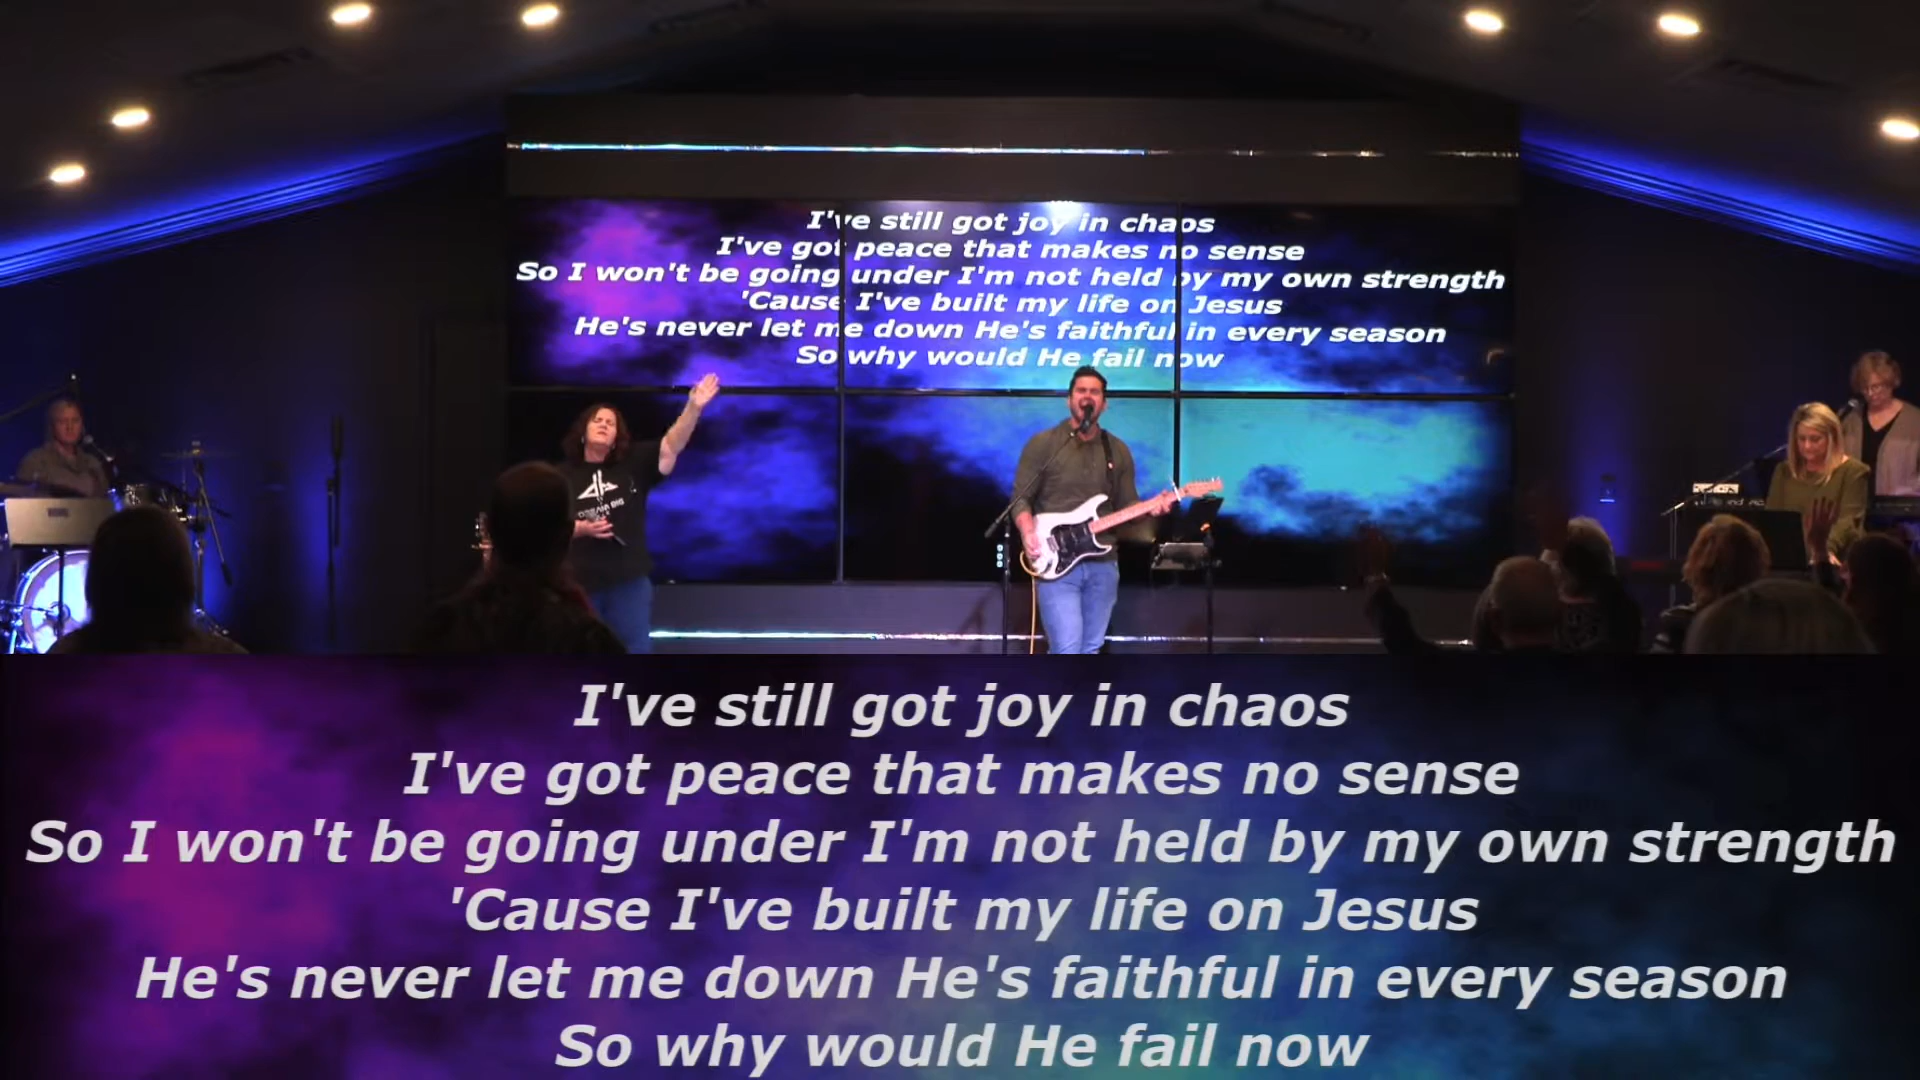 I've still got joy in chaos
I've got peace that makes no sense
So I won't be going under I'm not held by my own strength
'Cause I've built my life on Jesus
He's never let me down He's faithful in every season
So why would He fail now
I've still got joy in chaos
I've got peace that makes no sense
So I won't be going under I'm not held by my own strength
'Cause I've built my life on Jesus
He's never let me down He's faithful in every season
So why would He fail now